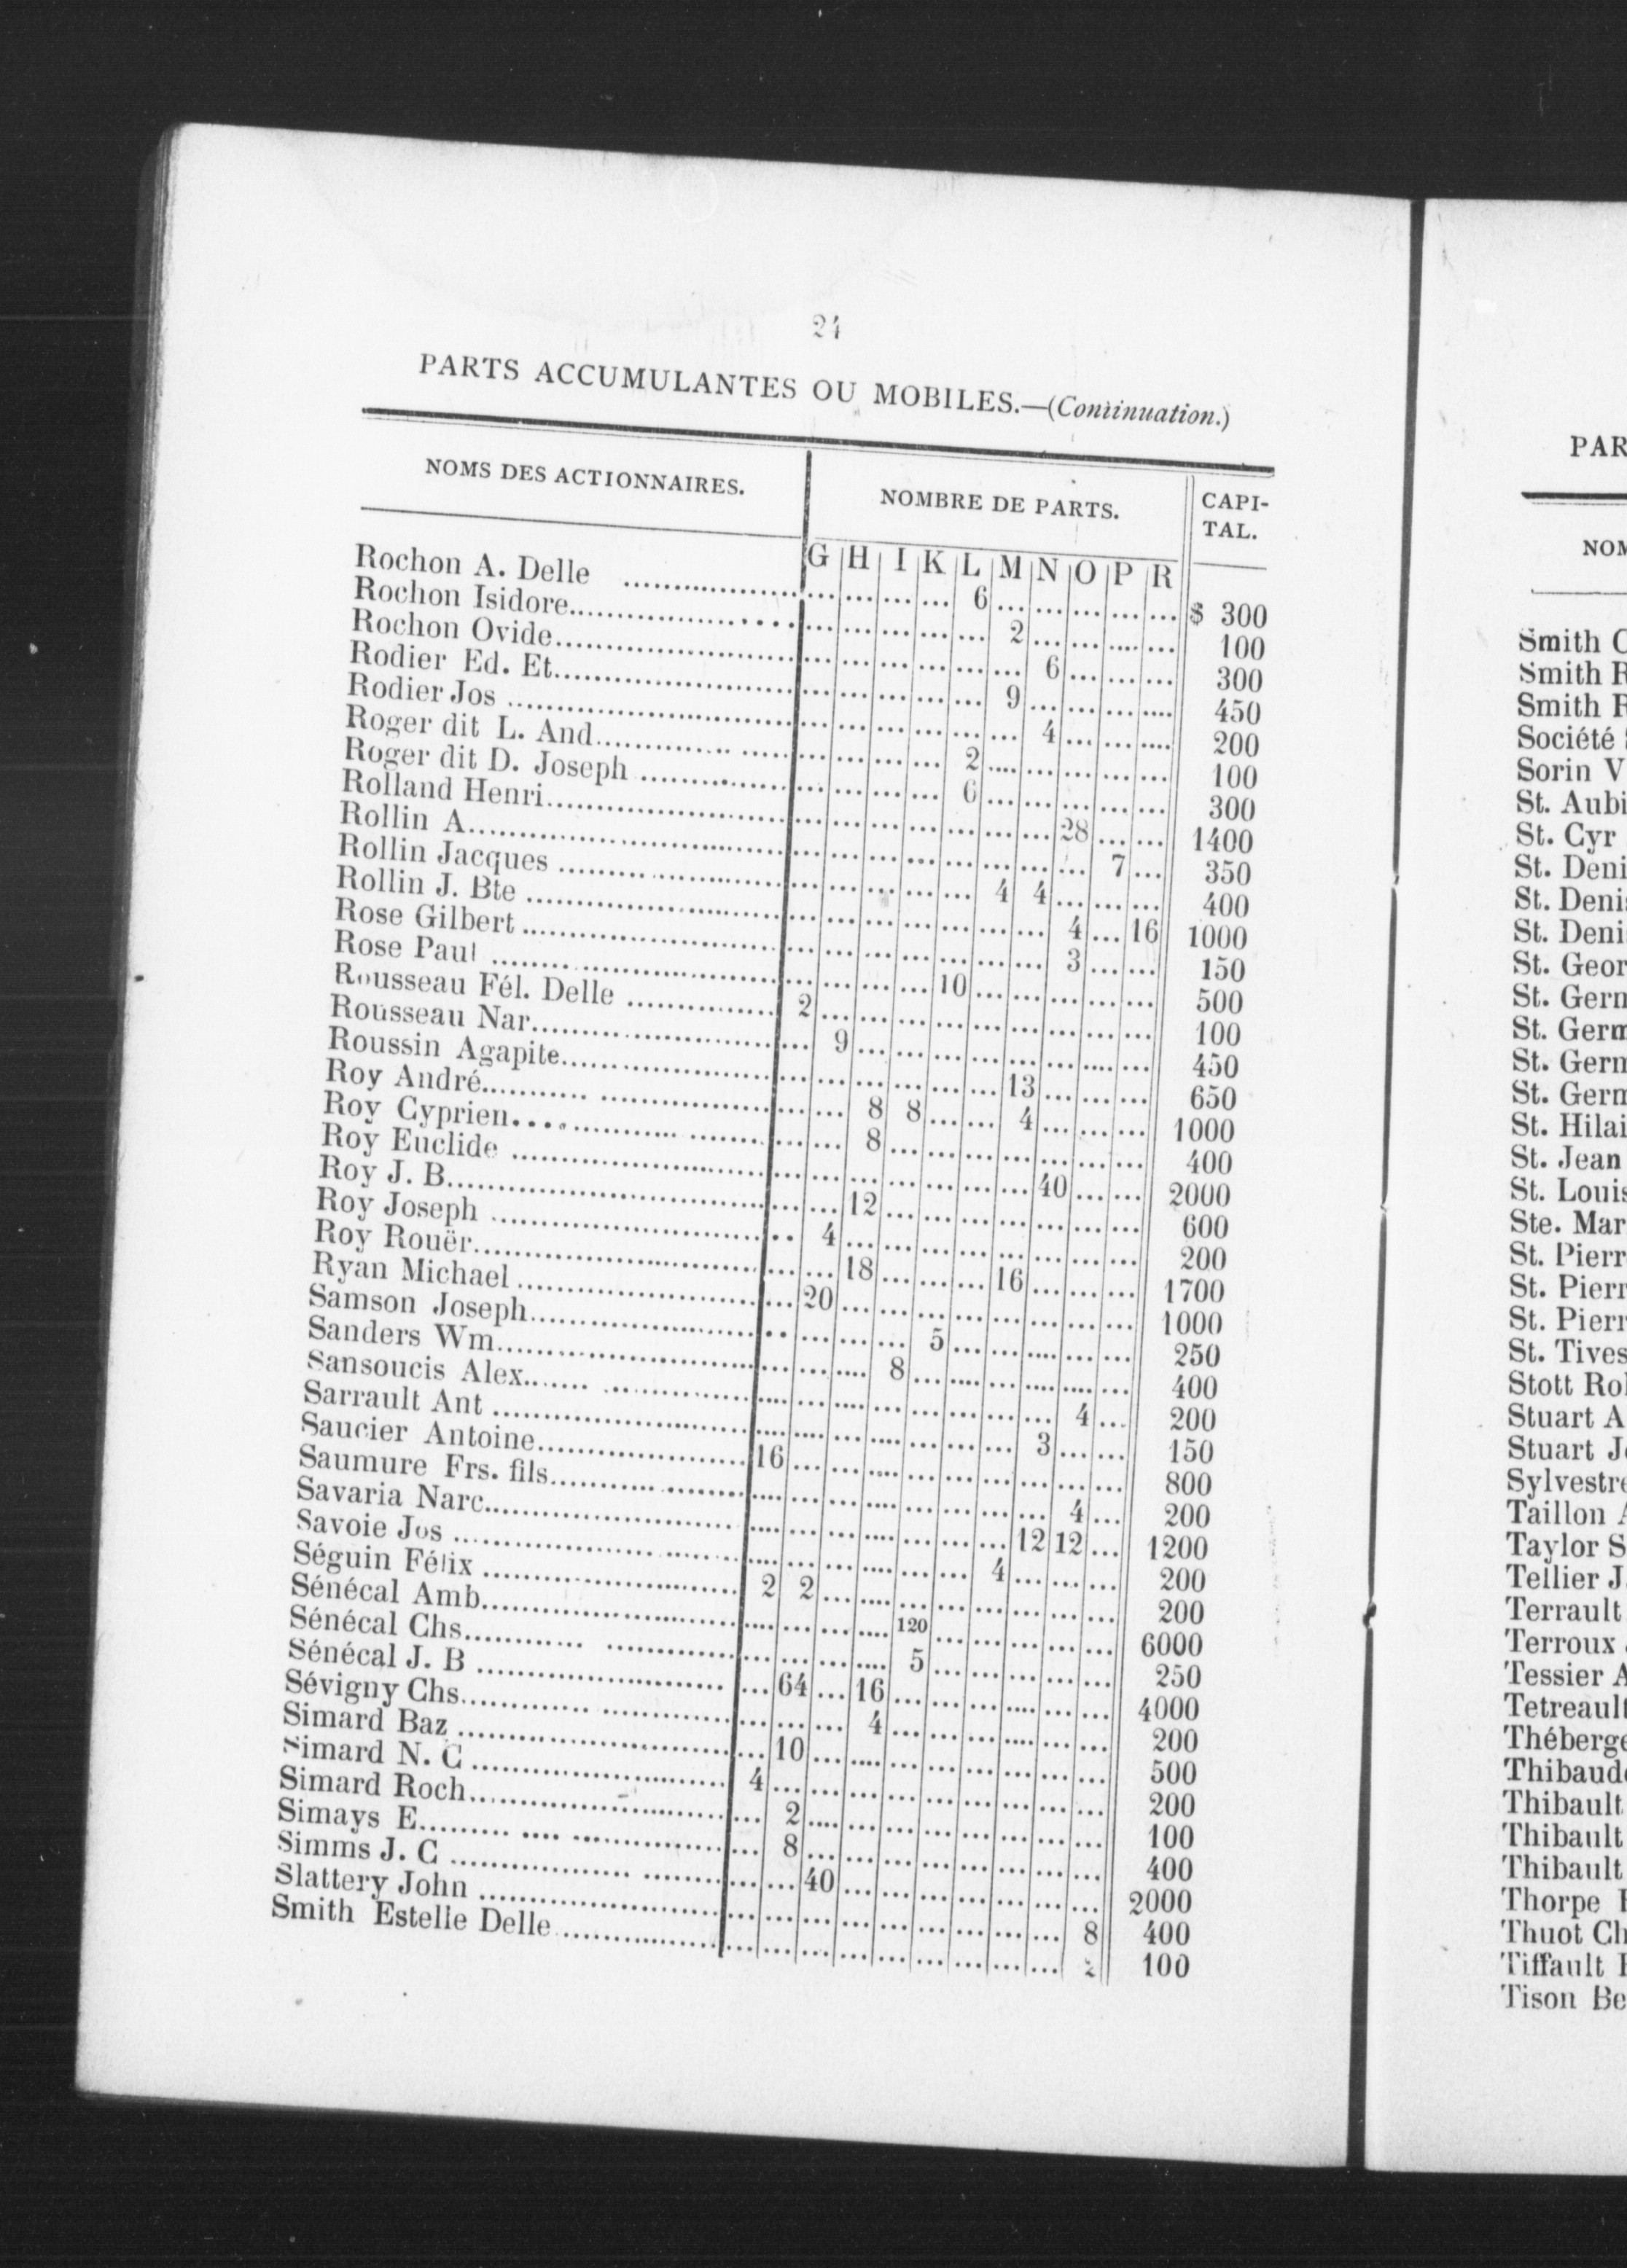 24
PARTS ACCUMULANTES OU MOBILES.—(Continuation.)
NOMS DES ACTIONNAIRES. NOMBRE DE PARTS. CAPI-
TAL.
G H I K L M N O P R
Rochon A. Delle 6 $ 300
Rochon Isidore 2 100
Rochon Ovide 6 300
Rodier Ed. Et 9 450
Rodier Jos 4 200
Roger dit L. And 2 100
Roger dit D. Joseph 6 300
Rolland Henri 28 1400
Rollin A 7 350
Rollin Jacques 4 4 400
Rollin J. Bte 4 16 1000
Rose Gilbert 3 150
Rose Paul 10 500
Rousseau Fél. Delle 2 100
Rousseau Nar 9 450
Roussin Agapite 13 650
Roy André 8 8 4 1000
Roy Cyprien 8 400
Roy Euclide 40 2000
Roy J. B 12 600
Roy Joseph 4 200
Roy Rouër 18 16 1700
Ryan Michael 20 1000
Samson Joseph 5 250
Sanders Wm 8 400
Sansoucis Alex 4 200
Sarrault Ant 3 150
Saucier Antoine 16 800
Saumure Frs. fils 4 200
Savaria Narc 12 12 1200
Savoie Jos 4 200
Séguin Félix 2 2 200
Sénécal Amb 120 6000
Sénécal Chs 5 250
Sénécal J. B 64 16 4000
Sévigny Chs 4 200
Simard Baz 10 500
Simard N. C 4 200
Simard Roch 2 100
Simays E 8 400
Simms J. C 40 2000
Slattery John 8 400
Smith Estelle Delle 2 100
PAR
NOM
Smith
Smith
Smith
Société
Sorin V
St. Aubi
St. Cyr
St. Deni
St. Deni
St. Deni
St. Geor
St. Germ
St. Germ
St. Germ
St. Germ
St. Hilai
St. Jean
St. Louis
Ste. Mar
St. Pierr
St. Pierr
St. Pierr
St. Tives
Stott Ro
Stuart A
Stuart J
Sylvestre
Taillon
Taylor S
Tellier J
Terrault
Terroux
Tessier A
Tetreault
Théberge
Thibaud
Thibault
Thibault
Thibault
Thorpe
Thuot Ch
Tiffault
Tison Be